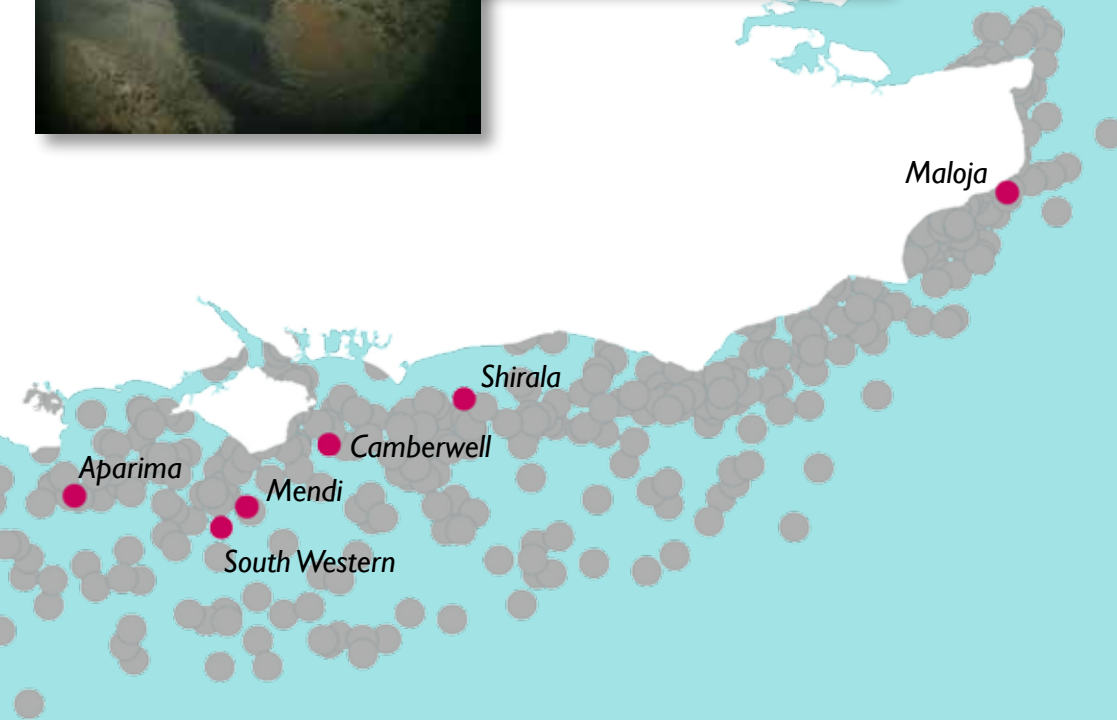 Maloja
Shirala
Camberwell
Aparima
Mendi
South Western